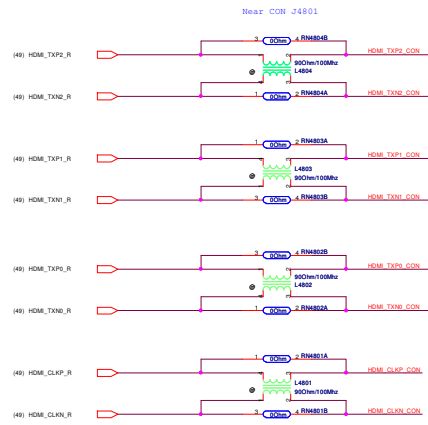 Near CON J4801
3 0Ohm 4 RN4804B
(49) HDMI_TXP2_R HDMI_TXP2_CON
90Ohm/100Mhz
@ L4804
(49) HDMI_TXN2_R 1 0Ohm 2 RN4804A HDMI_TXN2_CON
1 0Ohm 2 RN4803A
(49) HDMI_TXP1_R HDMI_TXP1_CON
L4803
@ 90Ohm/100Mhz
(49) HDMI_TXN1_R 3 0Ohm 4 RN4803B HDMI_TXN1_CON
3 0Ohm 4 RN4802B
(49) HDMI_TXP0_R HDMI_TXP0_CON
90Ohm/100Mhz
@ L4802
(49) HDMI_TXN0_R 1 0Ohm 2 RN4802A HDMI_TXN0_CON
1 0Ohm 2 RN4801A
(49) HDMI_CLKP_R HDMI_CLKP_CON
L4801
@ 90Ohm/100Mhz
(49) HDMI_CLKN_R 3 0Ohm 4 RN4801B HDMI_CLKN_CON